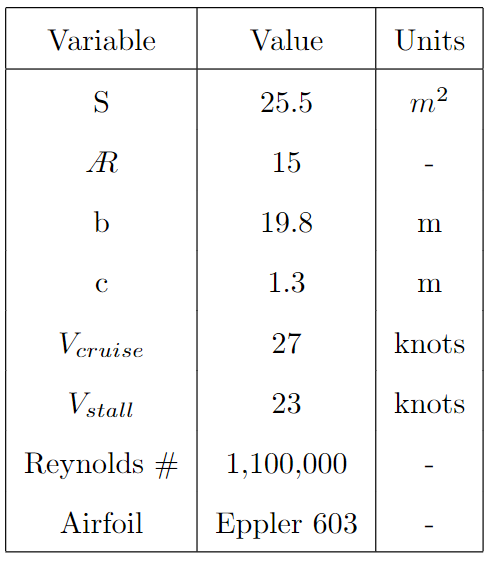 Variable Value Units
S 25.5 m²
ÆR 15 -
b 19.8 m
c 1.3 m
V_cruise 27 knots
V_stall 23 knots
Reynolds # 1,100,000 -
Airfoil Eppler 603 -